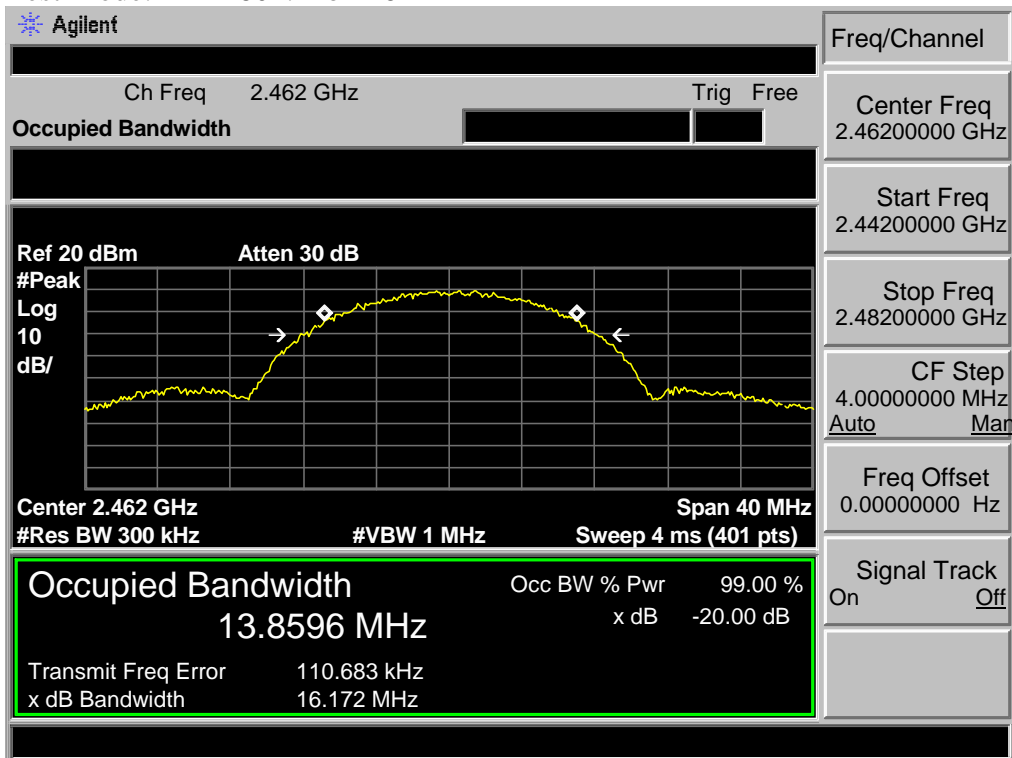 Agilent
Freq/Channel
Ch Freq 2.462 GHz Trig Free
Occupied Bandwidth
Center Freq
2.46200000 GHz
Start Freq
2.44200000 GHz
Stop Freq
2.48200000 GHz
CF Step
4.00000000 MHz
Auto Man
Freq Offset
0.00000000 Hz
Signal Track
On Off
Ref 20 dBm Atten 30 dB
#Peak
Log
10
dB/
Center 2.462 GHz Span 40 MHz
#Res BW 300 kHz #VBW 1 MHz Sweep 4 ms (401 pts)
Occupied Bandwidth Occ BW % Pwr 99.00 %
13.8596 MHz x dB -20.00 dB
Transmit Freq Error 110.683 kHz
x dB Bandwidth 16.172 MHz